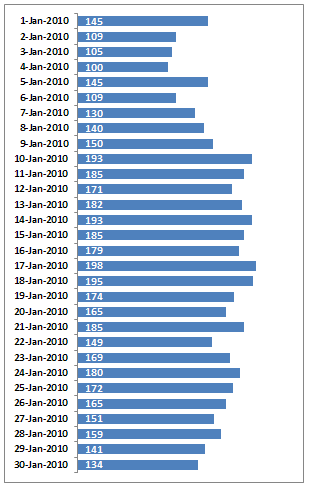 1-Jan-2010 145
2-Jan-2010 109
3-Jan-2010 105
4-Jan-2010 100
5-Jan-2010 145
6-Jan-2010 109
7-Jan-2010 130
8-Jan-2010 140
9-Jan-2010 150
10-Jan-2010 193
11-Jan-2010 185
12-Jan-2010 171
13-Jan-2010 182
14-Jan-2010 193
15-Jan-2010 185
16-Jan-2010 179
17-Jan-2010 198
18-Jan-2010 195
19-Jan-2010 174
20-Jan-2010 165
21-Jan-2010 185
22-Jan-2010 149
23-Jan-2010 169
24-Jan-2010 180
25-Jan-2010 172
26-Jan-2010 165
27-Jan-2010 151
28-Jan-2010 159
29-Jan-2010 141
30-Jan-2010 134